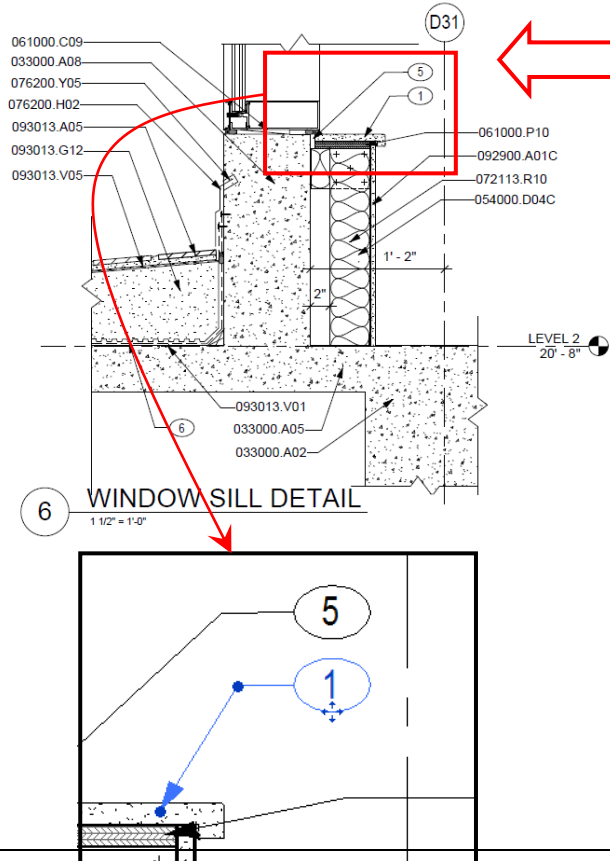 D31
061000.C09
033000.A08
076200.Y05
076200.H02
093013.A05
093013.G12
093013.V05
5
1
061000.P10
092900.A01C
072113.R10
054000.D04C
1' - 2"
2"
LEVEL 2
20' - 8"
093013.V01
6
033000.A05
033000.A02
6 WINDOW SILL DETAIL
1 1/2" = 1'-0"
5
1